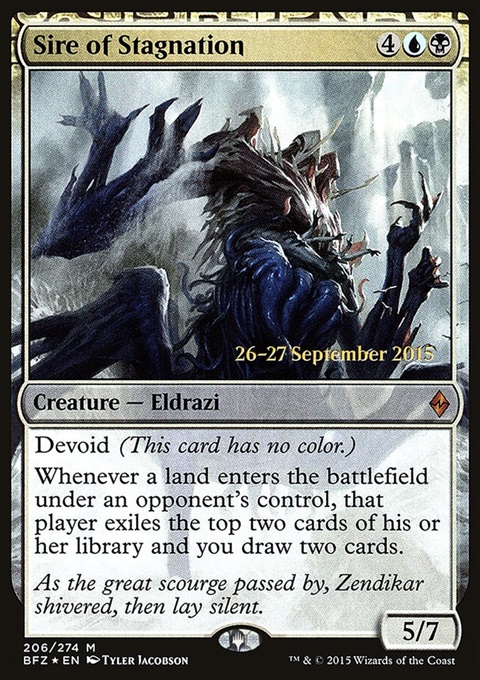 Sire of Stagnation 4
26–27 September 2015
Creature — Eldrazi
Devoid (This card has no color.)
Whenever a land enters the battlefield
under an opponent's control, that
player exiles the top two cards of his or
her library and you draw two cards.
As the great scourge passed by, Zendikar
shivered, then lay silent.
5/7
206/274 M
BFZ ★ EN Tyler Jacobson
™ & © 2015 Wizards of the Coast